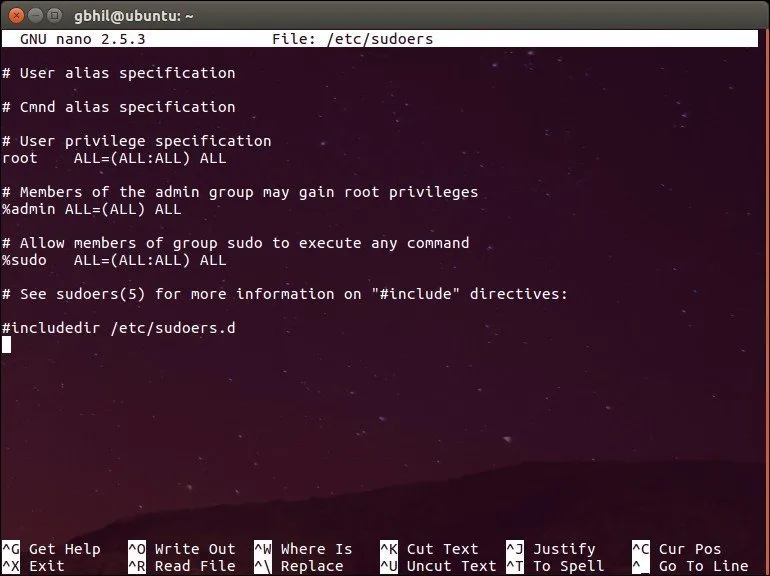 gbhil@ubuntu: ~
GNU nano 2.5.3 File: /etc/sudoers
# User alias specification
# Cmnd alias specification
# User privilege specification
root ALL=(ALL:ALL) ALL
# Members of the admin group may gain root privileges
%admin ALL=(ALL) ALL
# Allow members of group sudo to execute any command
%sudo ALL=(ALL:ALL) ALL
# See sudoers(5) for more information on "#include" directives:
#includedir /etc/sudoers.d
^G Get Help ^O Write Out ^W Where Is ^K Cut Text ^J Justify ^C Cur Pos
^X Exit ^R Read File ^\ Replace ^U Uncut Text ^T To Spell ^_ Go To Line